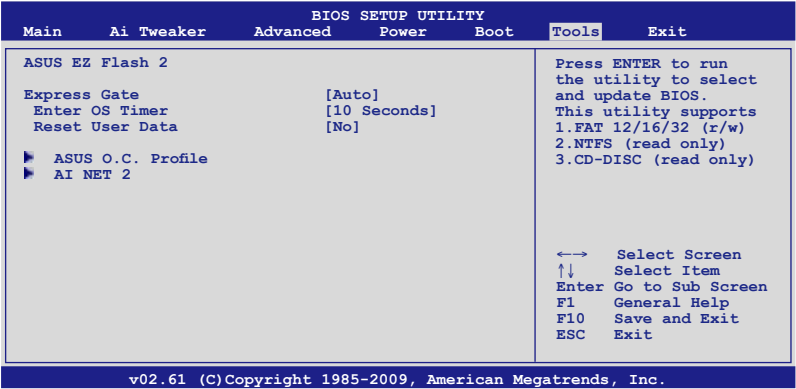 BIOS SETUP UTILITY
Main Ai Tweaker Advanced Power Boot Tools Exit
ASUS EZ Flash 2
Express Gate [Auto]
Enter OS Timer [10 Seconds]
Reset User Data [No]
ASUS O.C. Profile
AI NET 2
Press ENTER to run
the utility to select
and update BIOS.
This utility supports
1.FAT 12/16/32 (r/w)
2.NTFS (read only)
3.CD-DISC (read only)
←→ Select Screen
↑↓ Select Item
Enter Go to Sub Screen
F1 General Help
F10 Save and Exit
ESC Exit
v02.61 (C)Copyright 1985-2009, American Megatrends, Inc.